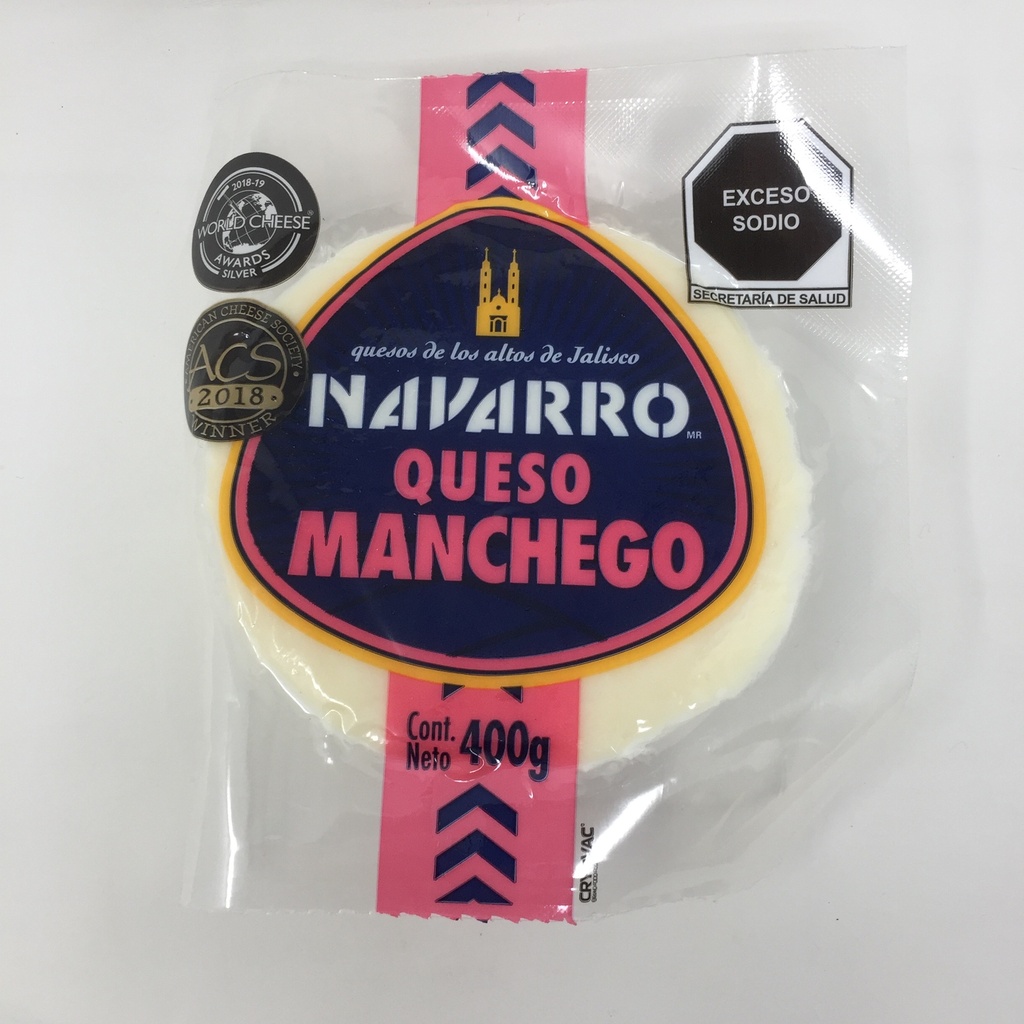 2018-19
WORLD CHEESE
AWARDS
SILVER
EXCESO
SODIO
SECRETARÍA DE SALUD
CHEESE SOCIETY
ACS
2018
WINNER
quesos de los altos de Jalisco
NAVARRO
MR
QUESO
MANCHEGO
Cont.
Neto 400g